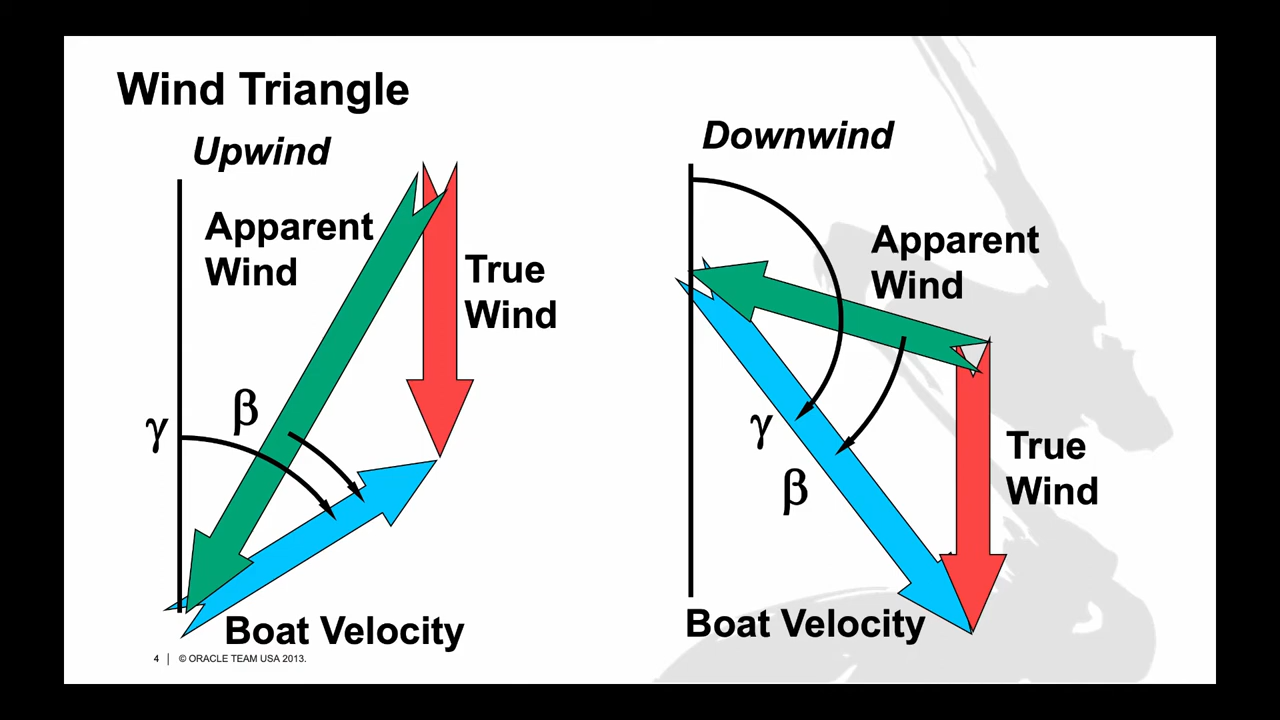 Wind Triangle
Upwind
Apparent
Wind
True
Wind
β
γ
Boat Velocity
Downwind
Apparent
Wind
True
Wind
γ
β
Boat Velocity
4 | © ORACLE TEAM USA 2013.